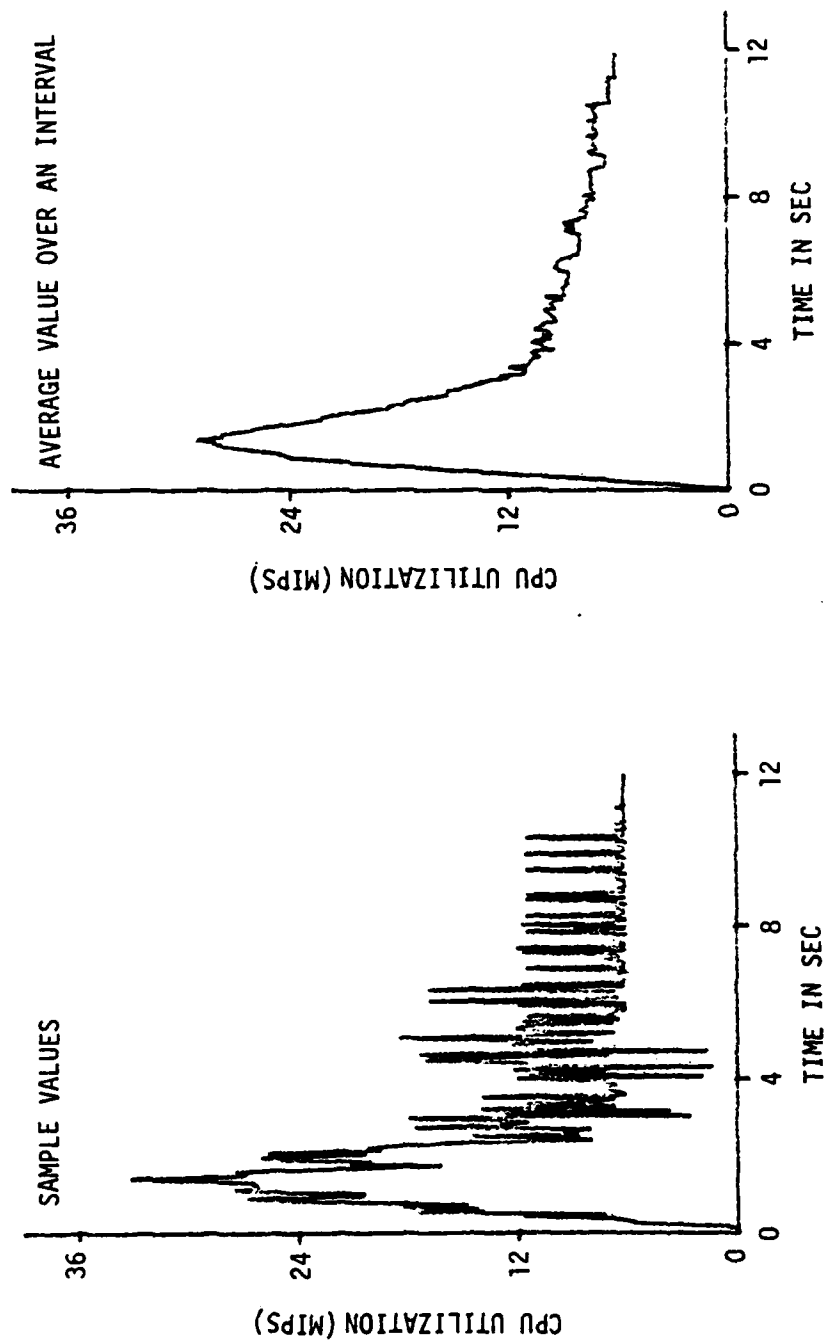 SAMPLE VALUES
CPU UTILIZATION (MIPS)
36
24
12
0
0
4
8
12
TIME IN SEC
AVERAGE VALUE OVER AN INTERVAL
CPU UTILIZATION (MIPS)
36
24
12
0
0
4
8
12
TIME IN SEC